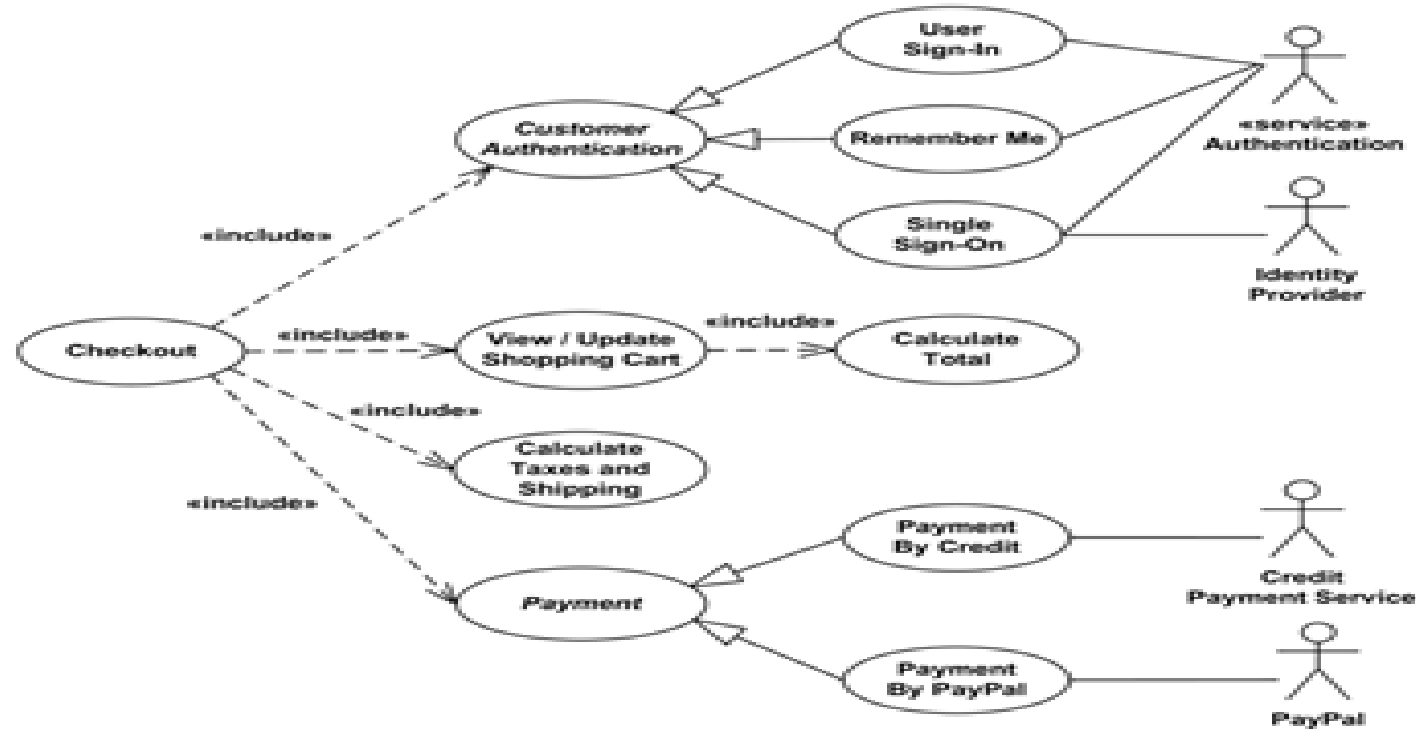 User
Sign-In
«service»
Authentication
Customer
Authentication
Remember Me
Single
Sign-On
Identity
Provider
«include»
Checkout
«include»
View / Update
Shopping Cart
«include»
Calculate
Total
«include»
Calculate
Taxes and
Shipping
«include»
Payment
Payment
By Credit
Credit
Payment Service
Payment
By PayPal
PayPal